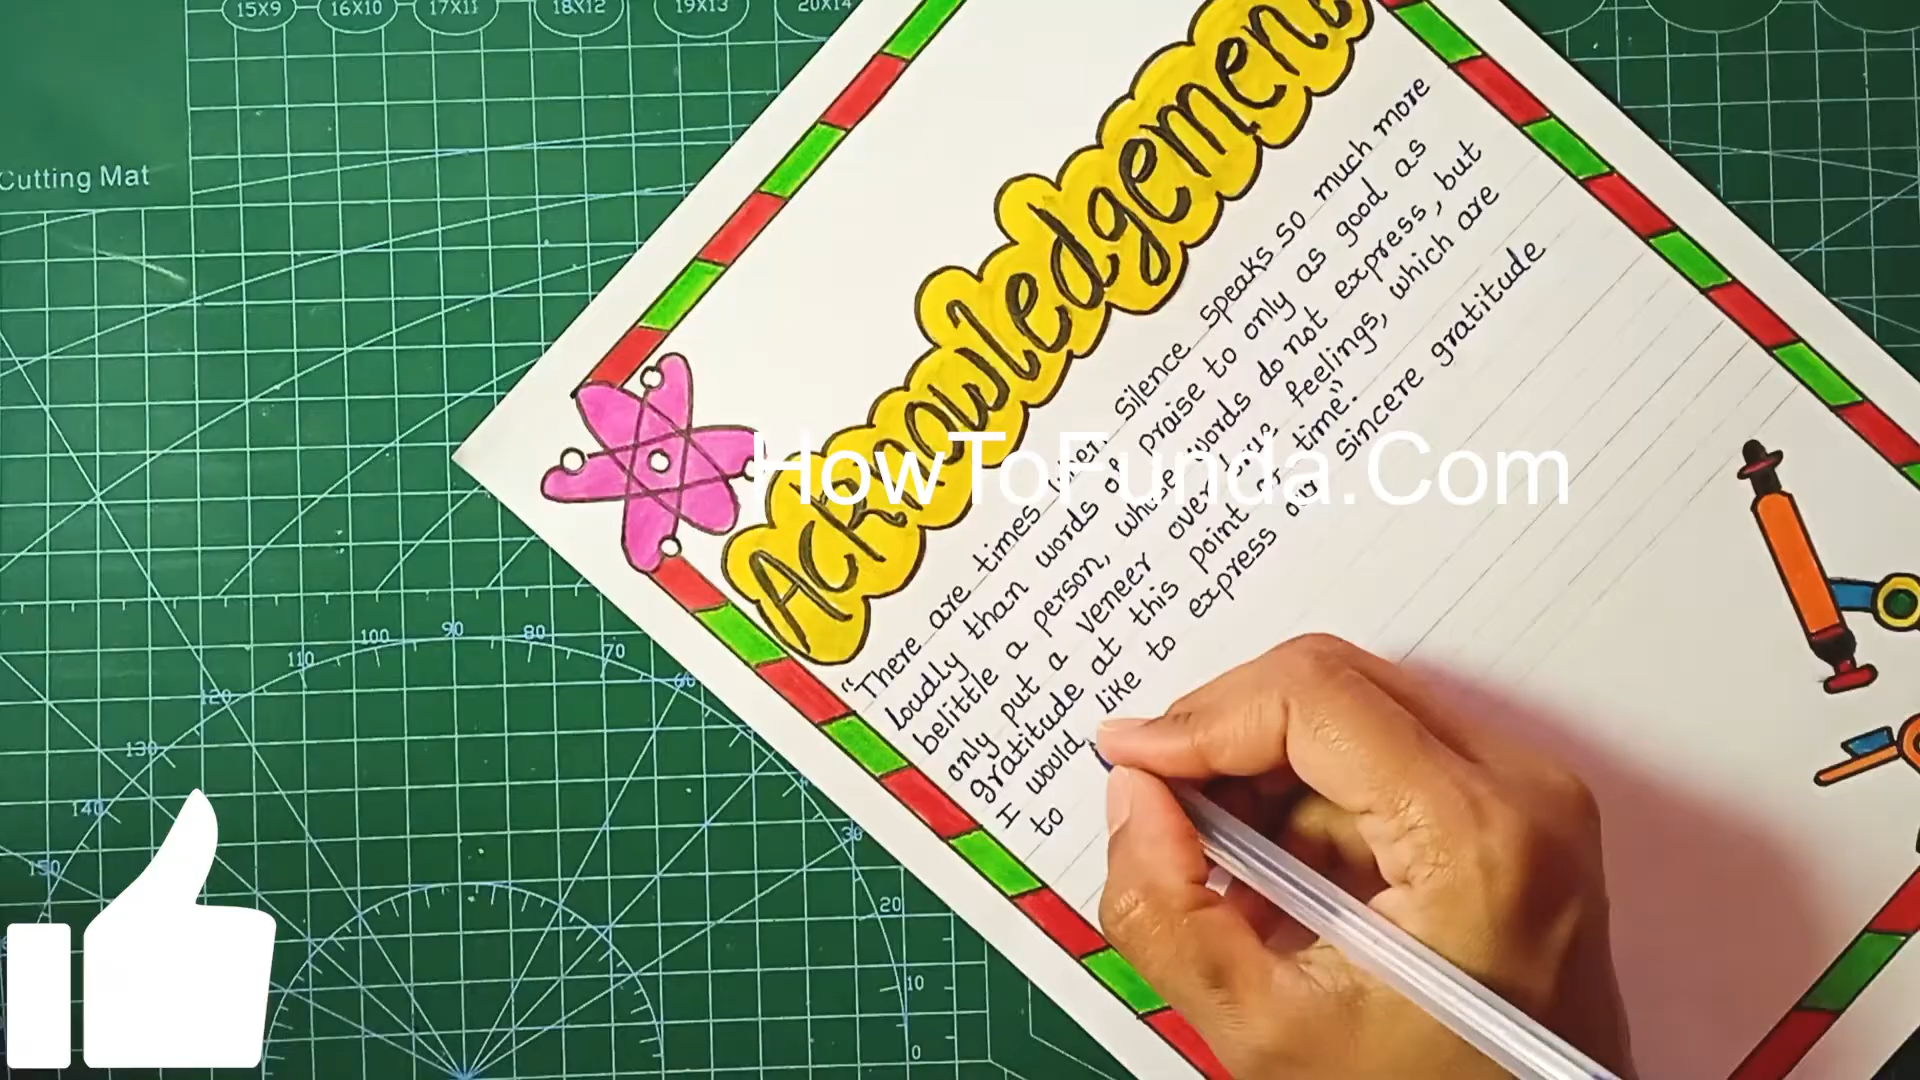 15X9 16X10 17X11 18X12 19X13 20X14
Cutting Mat
Acknowledgement
"There are times when silence speaks so much more
loudly than words of praise to only as good as
belittle a person, whose words do not express, but
only put a veneer over true feelings, which are
gratitude at this point of time."
I would like to express our sincere gratitude
to
HowToFunda.Com
110 100 90 80 70
120 60
130
140 30
150 20
10
0